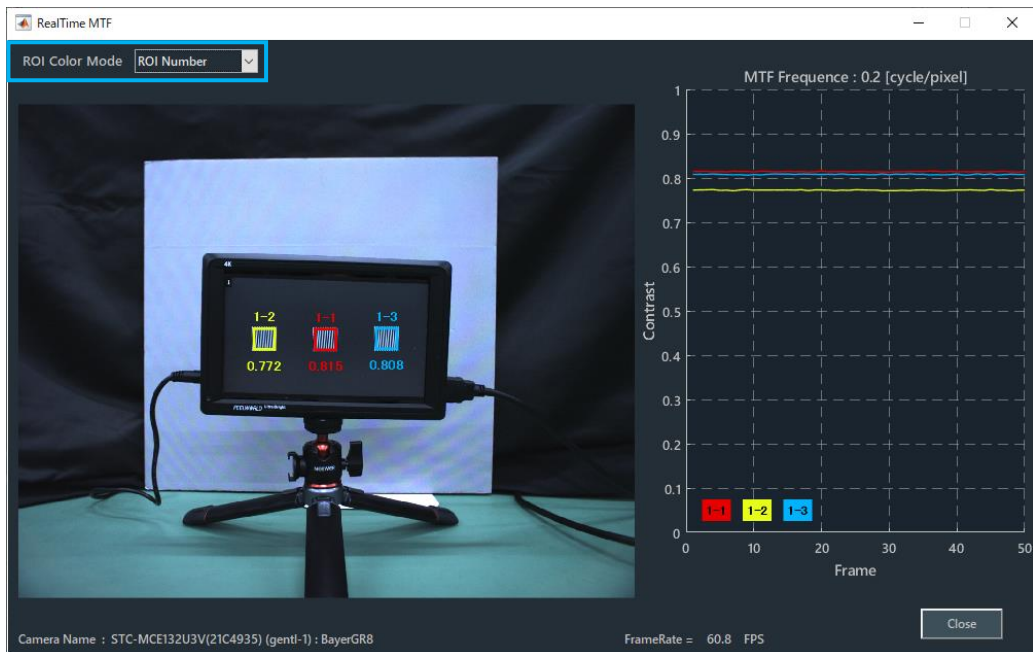 RealTime MTF
ROI Color Mode ROI Number
MTF Frequence : 0.2 [cycle/pixel]
1
0.9
0.8
0.7
0.6
0.5
0.4
0.3
0.2
0.1
0
Contrast
0 10 20 30 40 50
Frame
1-1 1-2 1-3
4K
1
1-2 1-1 1-3
0.772 0.815 0.808
NEEWER
Camera Name : STC-MCE132U3V(21C4935) (gentl-1) : BayerGR8
FrameRate = 60.8 FPS
Close